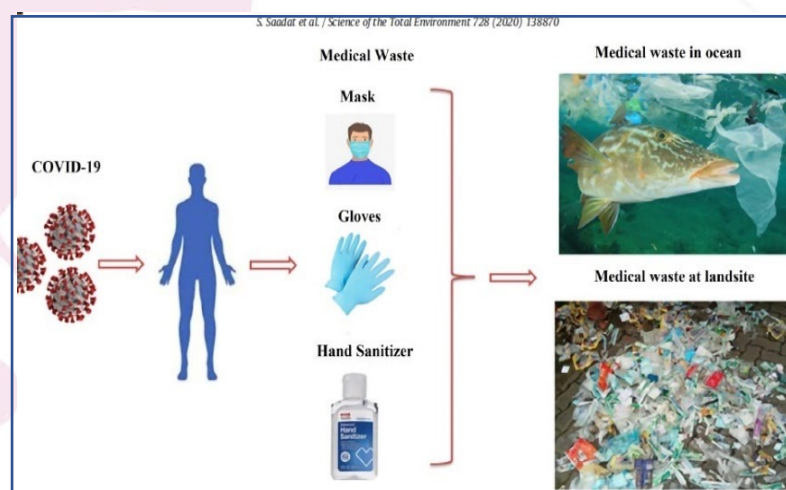 S. Saadat et al. / Science of the Total Environment 728 (2020) 138870
Medical Waste
Mask
COVID-19
Gloves
Hand Sanitizer
Hand
Sanitizer
Medical waste in ocean
Medical waste at landsite